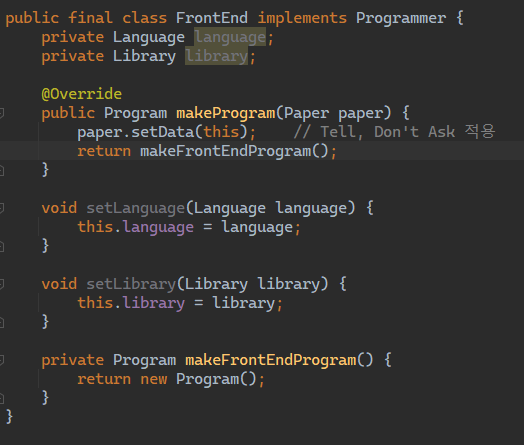 public final class FrontEnd implements Programmer {
    private Language language;
    private Library library;

    @Override
    public Program makeProgram(Paper paper) {
        paper.setData(this);    // Tell, Don't Ask 적용
        return makeFrontEndProgram();
    }

    void setLanguage(Language language) {
        this.language = language;
    }

    void setLibrary(Library library) {
        this.library = library;
    }

    private Program makeFrontEndProgram() {
        return new Program();
    }
}